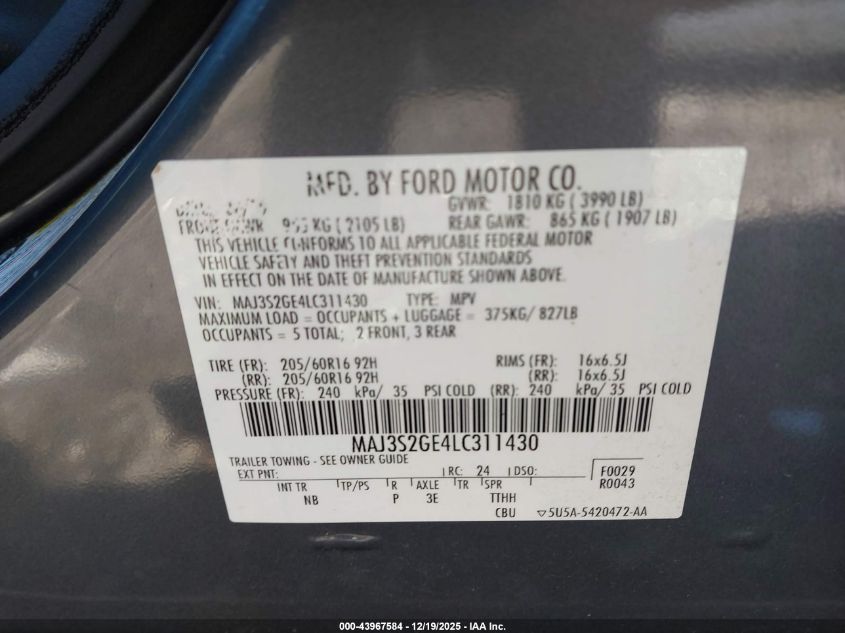 MFD. BY FORD MOTOR CO.
GVWR: 1810 KG ( 3990 LB)
KG ( 2105 LB) REAR GAWR: 865 KG ( 1907 LB)
THIS VEHICLE CONFORMS TO ALL APPLICABLE FEDERAL MOTOR
VEHICLE SAFETY AND THEFT PREVENTION STANDARDS
IN EFFECT ON THE DATE OF MANUFACTURE SHOWN ABOVE.
VIN: MAJ3S2GE4LC311430 TYPE: MPV
MAXIMUM LOAD = OCCUPANTS + LUGGAGE = 375KG/ 827LB
OCCUPANTS = 5 TOTAL; 2 FRONT, 3 REAR
TIRE (FR): 205/60R16 92H RIMS (FR): 16x6.5J
(RR): 205/60R16 92H (RR): 16x6.5J
PRESSURE (FR): 240 kPa/ 35 PSI COLD (RR): 240 kPa/ 35 PSI COLD
MAJ3S2GE4LC311430
TRAILER TOWING - SEE OWNER GUIDE
EXT PNT: RC: 24 DSO: F0029
INT TR TP/PS R AXLE TR SPR R0043
NB P 3E TTHH
CBU ▽5U5A-5420472-AA
000-43967584 | 12/19/2025 | IAA Inc.